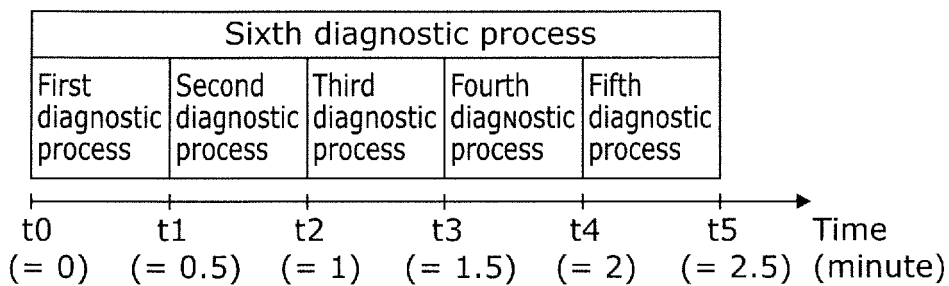 Sixth diagnostic process
First diagnostic process
Second diagnostic process
Third diagnostic process
Fourth diagNostic process
Fifth diagnostic process
t0 t1 t2 t3 t4 t5 Time
(= 0) (= 0.5) (= 1) (= 1.5) (= 2) (= 2.5) (minute)